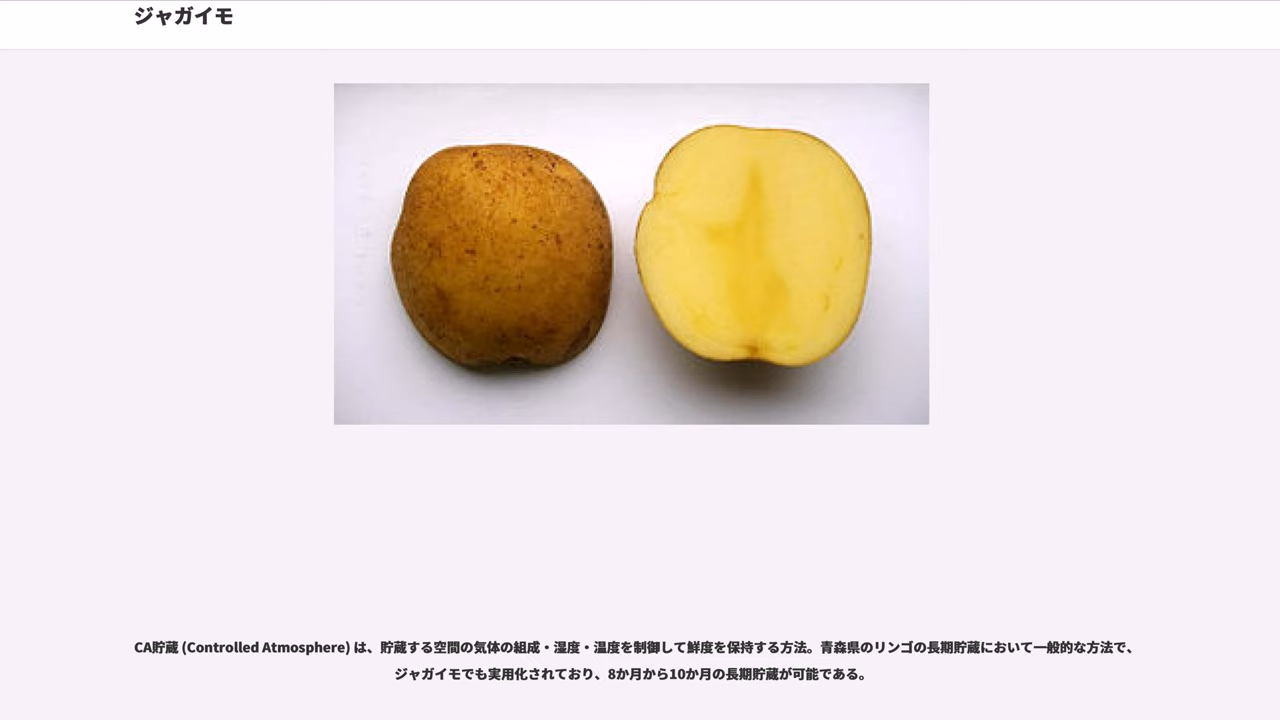 ジャガイモ
CA貯蔵 (Controlled Atmosphere) は、貯蔵する空間の気体の組成・湿度・温度を制御して鮮度を保持する方法。青森県のリンゴの長期貯蔵において一般的な方法で、
ジャガイモでも実用化されており、8か月から10か月の長期貯蔵が可能である。